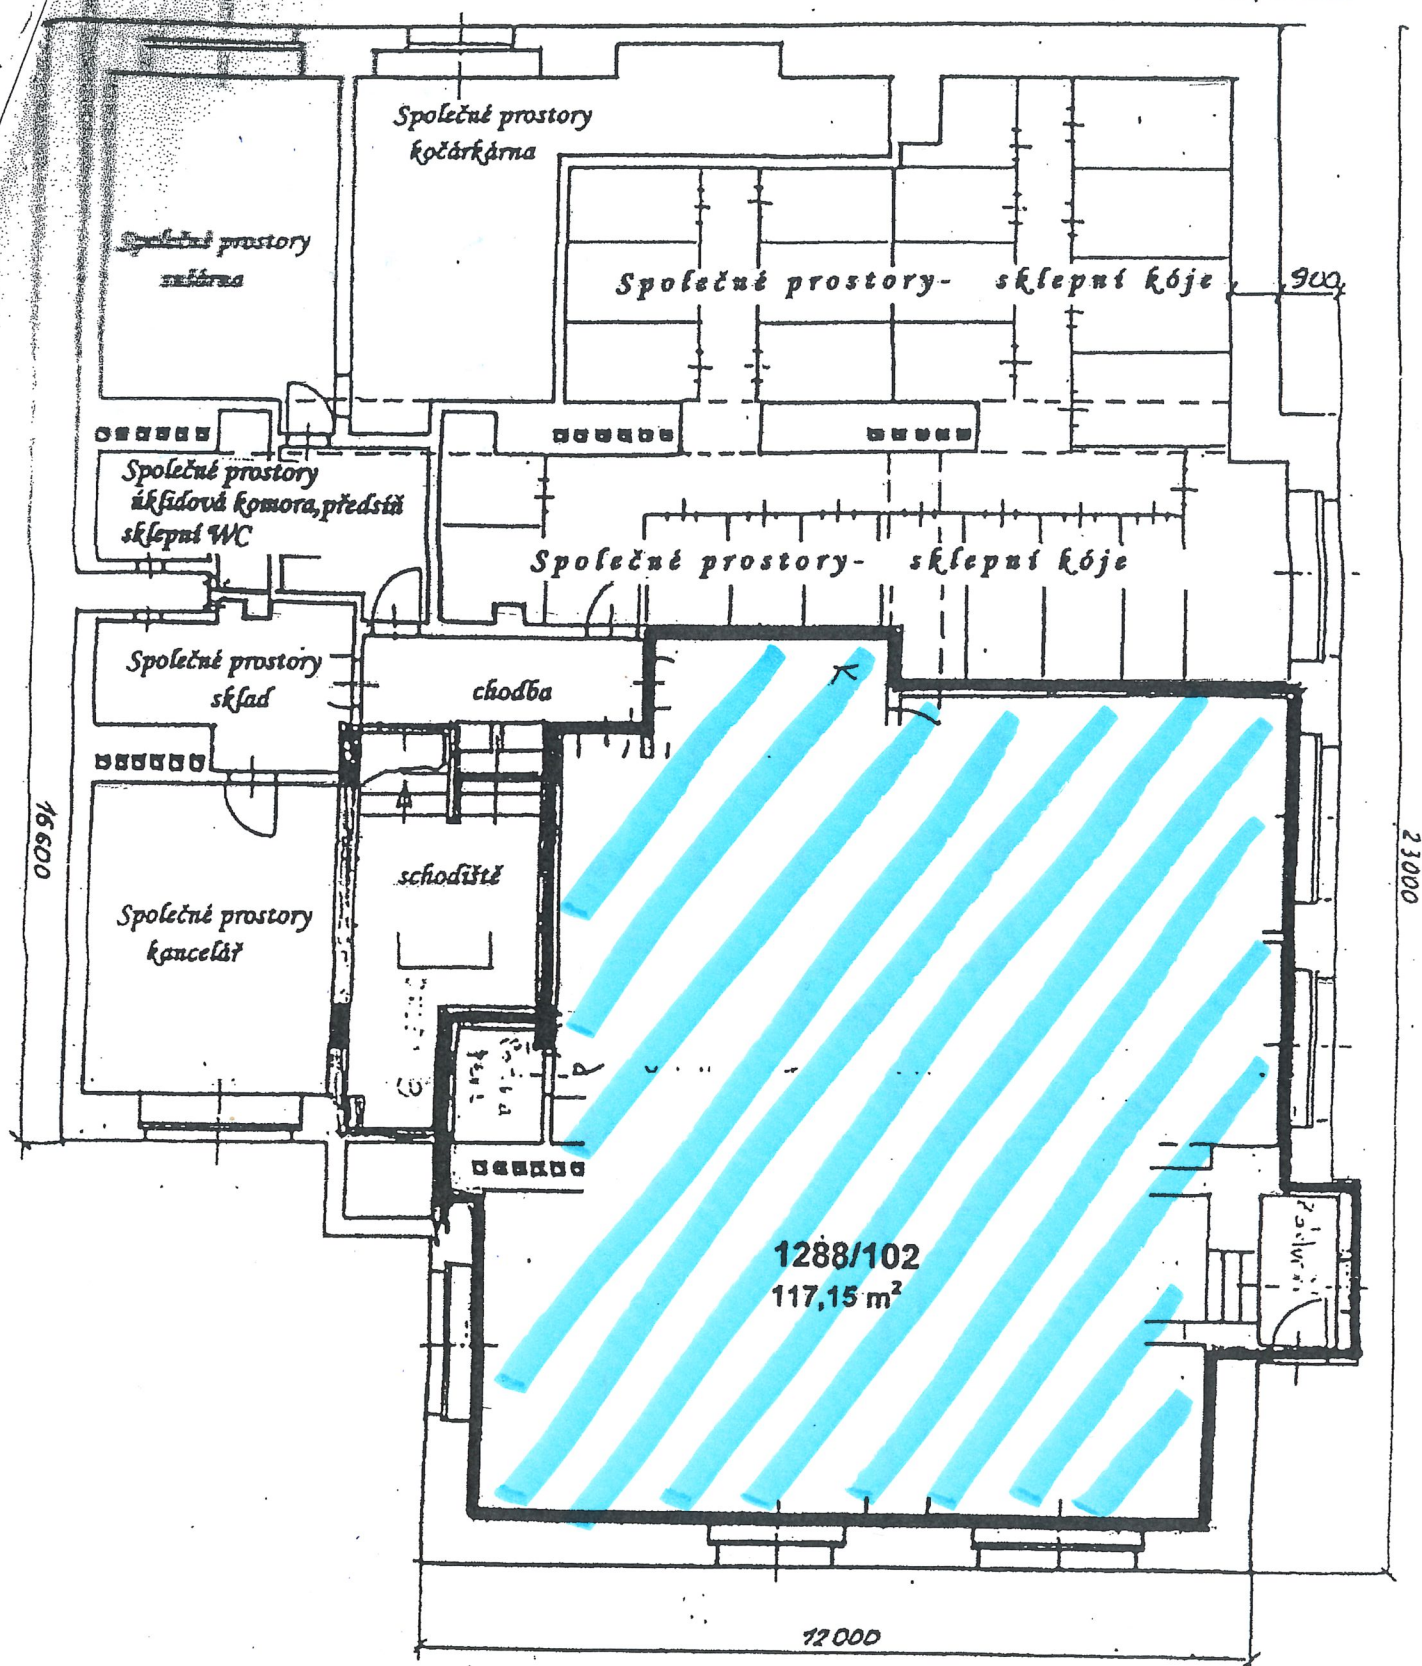 Společné prostory
kočárkárna
Společné prostory
sušárna
Společné prostory- sklepní kóje
900
Společné prostory
úklidová komora,předsíň
sklepní WC
Společné prostory- sklepní kóje
Společné prostory
sklad
chodba
16600
23000
schodiště
Společné prostory
kancelář
1288/102
117,15 m²
12000